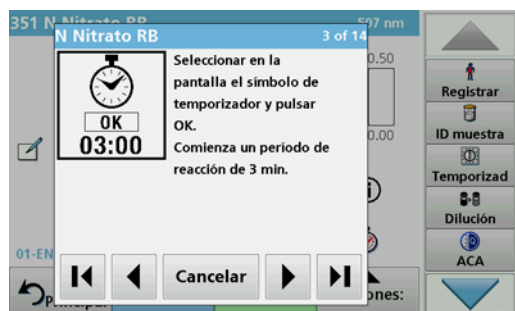 351 N Nitrato RB
507 nm
N Nitrato RB
3 of 14
Seleccionar en la
pantalla el símbolo de
temporizador y pulsar
OK.
Comienza un período de
reacción de 3 min.
OK
03:00
0.50
0.00
01-EN
Cancelar
Principal
ones:
Registrar
ID muestra
Temporizad
Dilución
ACA